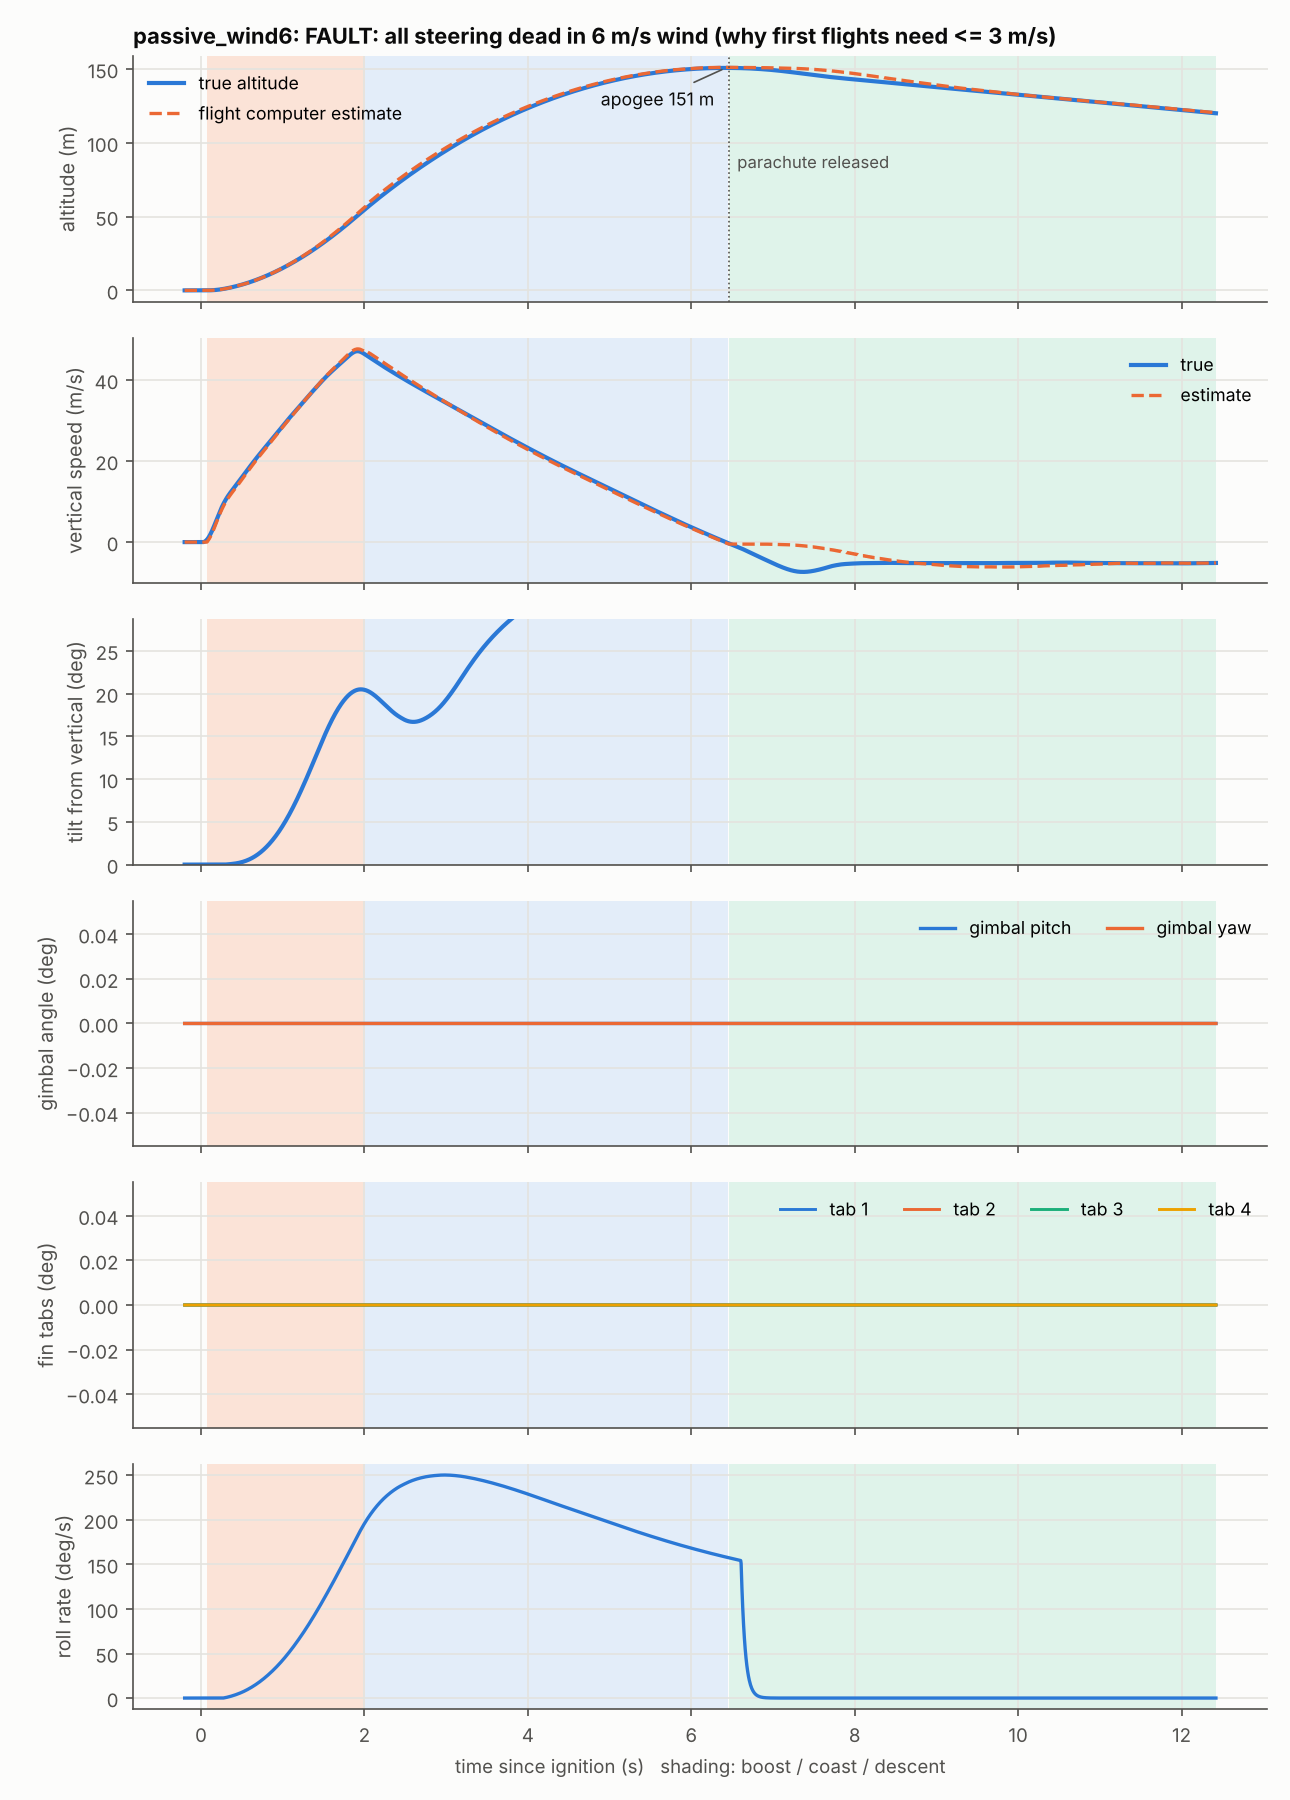 passive_wind6: FAULT: all steering dead in 6 m/s wind (why first flights need <= 3 m/s)
altitude (m)
150
100
50
0
true altitude
flight computer estimate
apogee 151 m
parachute released
vertical speed (m/s)
40
20
0
true
estimate
tilt from vertical (deg)
25
20
15
10
5
0
gimbal angle (deg)
0.04
0.02
0.00
−0.02
−0.04
gimbal pitch
gimbal yaw
fin tabs (deg)
0.04
0.02
0.00
−0.02
−0.04
tab 1
tab 2
tab 3
tab 4
roll rate (deg/s)
250
200
150
100
50
0
0 2 4 6 8 10 12
time since ignition (s)   shading: boost / coast / descent